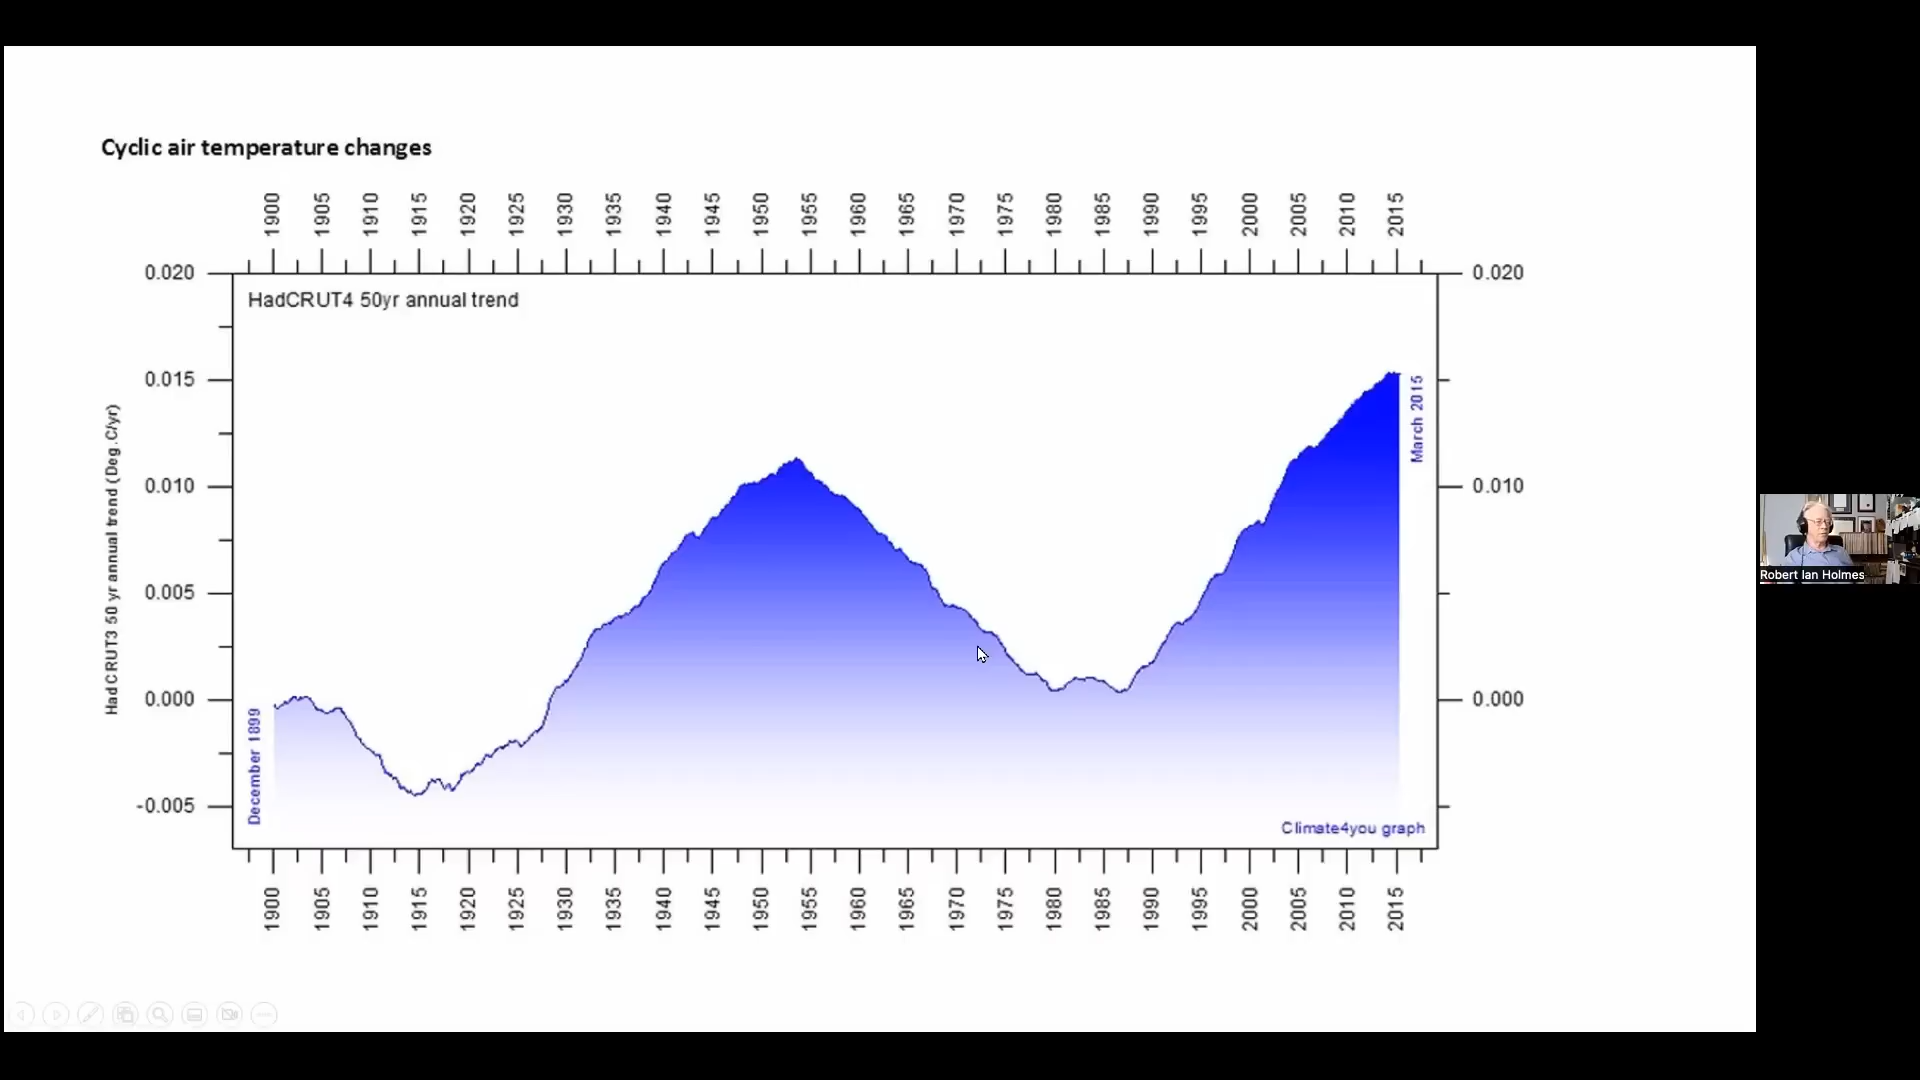 Cyclic air temperature changes
1900 1905 1910 1915 1920 1925 1930 1935 1940 1945 1950 1955 1960 1965 1970 1975 1980 1985 1990 1995 2000 2005 2010 2015
0.020 0.020
HadCRUT4 50yr annual trend
0.015
March 2015
0.010 0.010
HadCRUT3 50 yr annual trend (Deg.C/yr)
0.005
Robert Ian Holmes
0.000 0.000
December 1899
-0.005
Climate4you graph
1900 1905 1910 1915 1920 1925 1930 1935 1940 1945 1950 1955 1960 1965 1970 1975 1980 1985 1990 1995 2000 2005 2010 2015